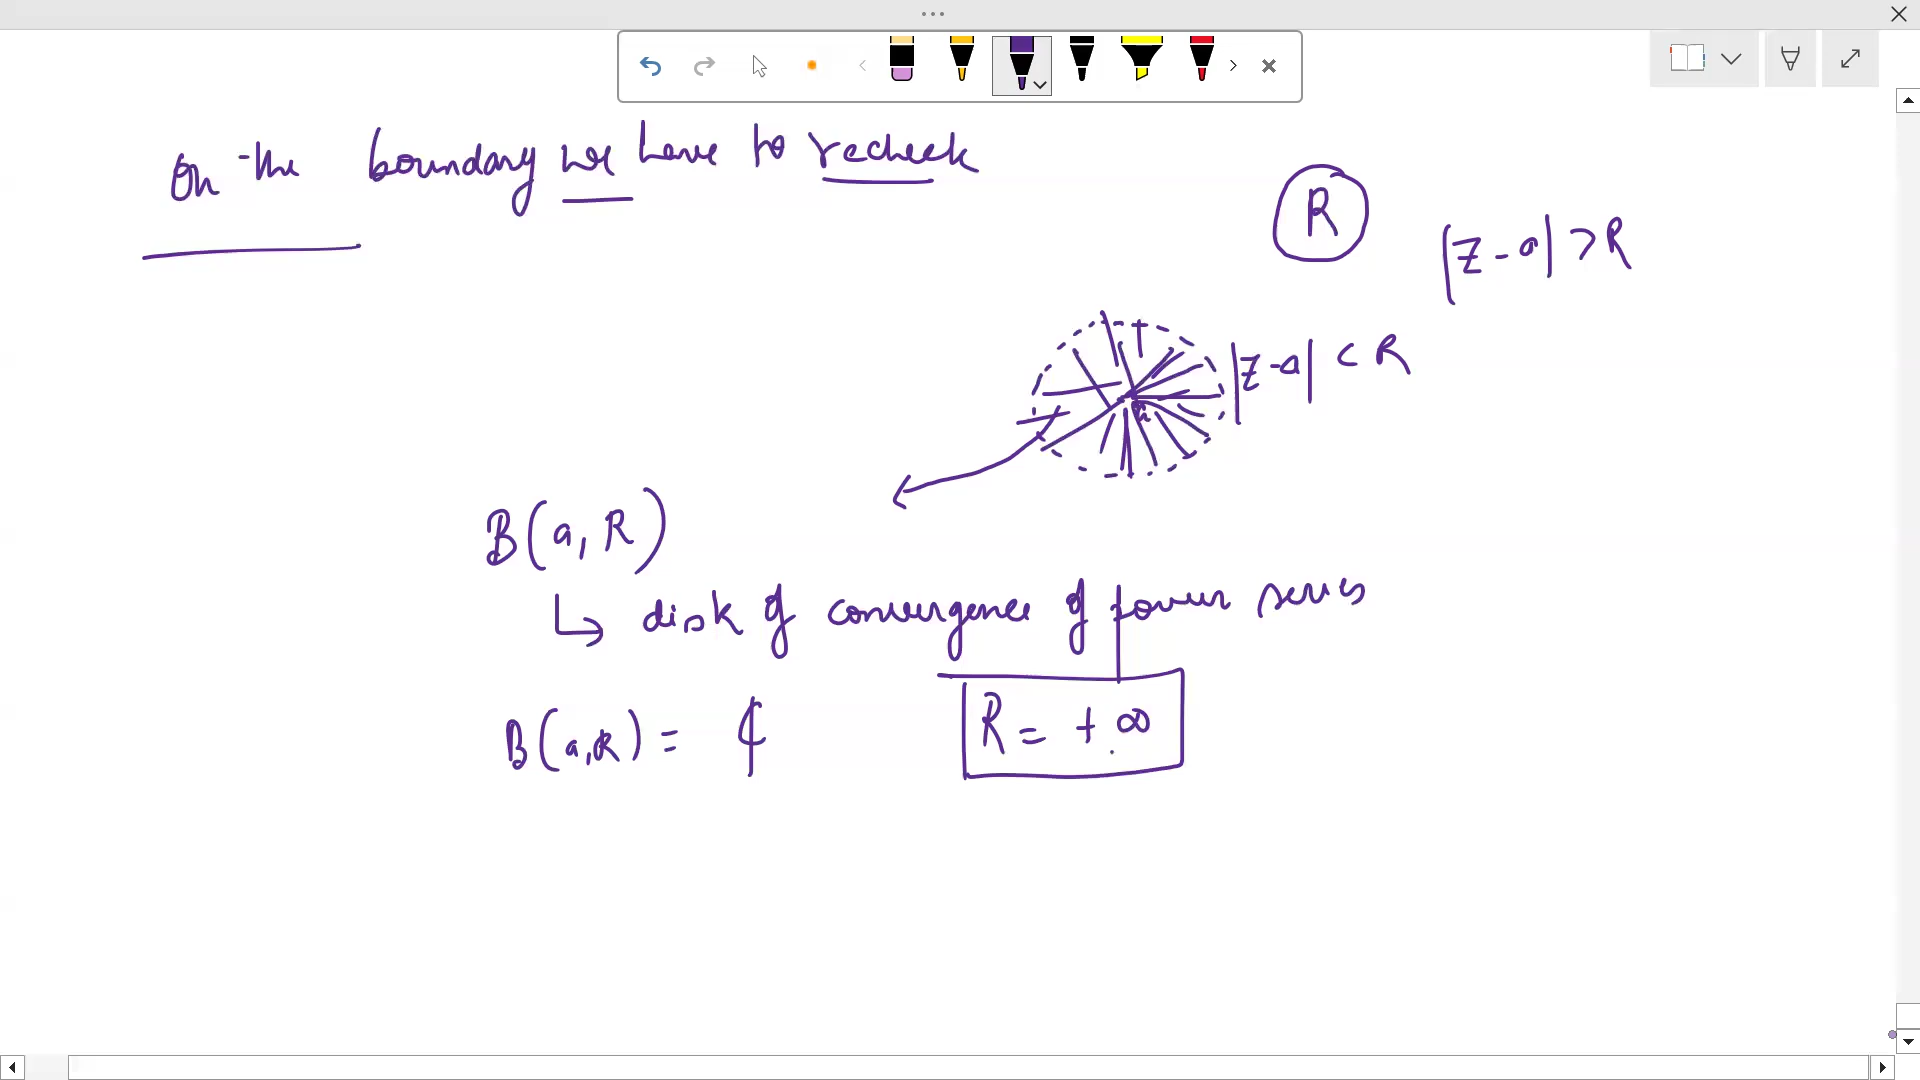 On the boundary we have to recheck
R
|z-a| > R
|z-a| < R
a
B(a, R)
↳ disk of convergence of power series
B(a,R) = ℂ
R = + ∞